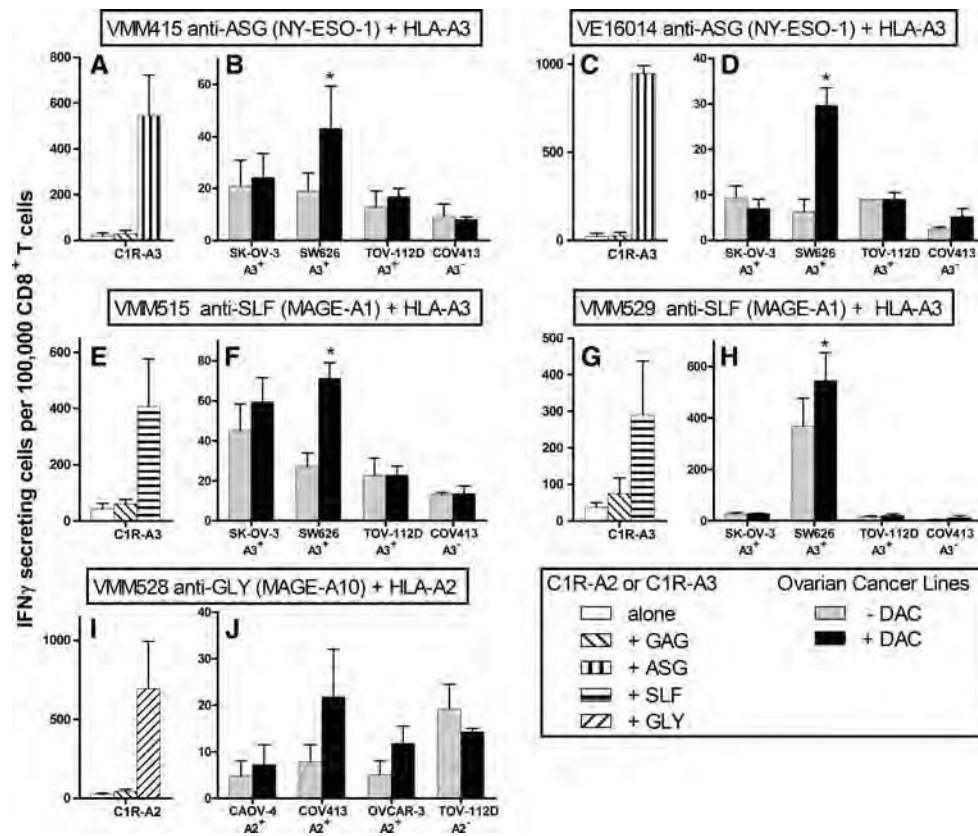 VMM415 anti-ASG (NY-ESO-1) + HLA-A3
VE16014 anti-ASG (NY-ESO-1) + HLA-A3
IFNγ secreting cells per 100,000 CD8⁺ T cells
A
800
600
400
200
0
C1R-A3
B
60
40
20
0
SK-OV-3 SW626 TOV-112D COV413
A3⁺ A3⁺ A3⁺ A3⁻
C
1000
500
0
C1R-A3
D
40
30
20
10
0
*
SK-OV-3 SW626 TOV-112D COV413
A3⁺ A3⁺ A3⁺ A3⁻
VMM515 anti-SLF (MAGE-A1) + HLA-A3
VMM529 anti-SLF (MAGE-A1) + HLA-A3
E
600
400
200
0
C1R-A3
F
80
60
40
20
0
*
SK-OV-3 SW626 TOV-112D COV413
A3⁺ A3⁺ A3⁺ A3⁻
G
500
400
300
200
100
0
C1R-A3
H
600
400
200
0
*
SK-OV-3 SW626 TOV-112D COV413
A3⁺ A3⁺ A3⁺ A3⁻
VMM528 anti-GLY (MAGE-A10) + HLA-A2
I
1000
500
0
C1R-A2
J
40
30
20
10
0
CAOV-4 COV413 OVCAR-3 TOV-112D
A2⁺ A2⁺ A2⁺ A2⁻
C1R-A2 or C1R-A3
alone
+ GAG
+ ASG
+ SLF
+ GLY
Ovarian Cancer Lines
- DAC
+ DAC